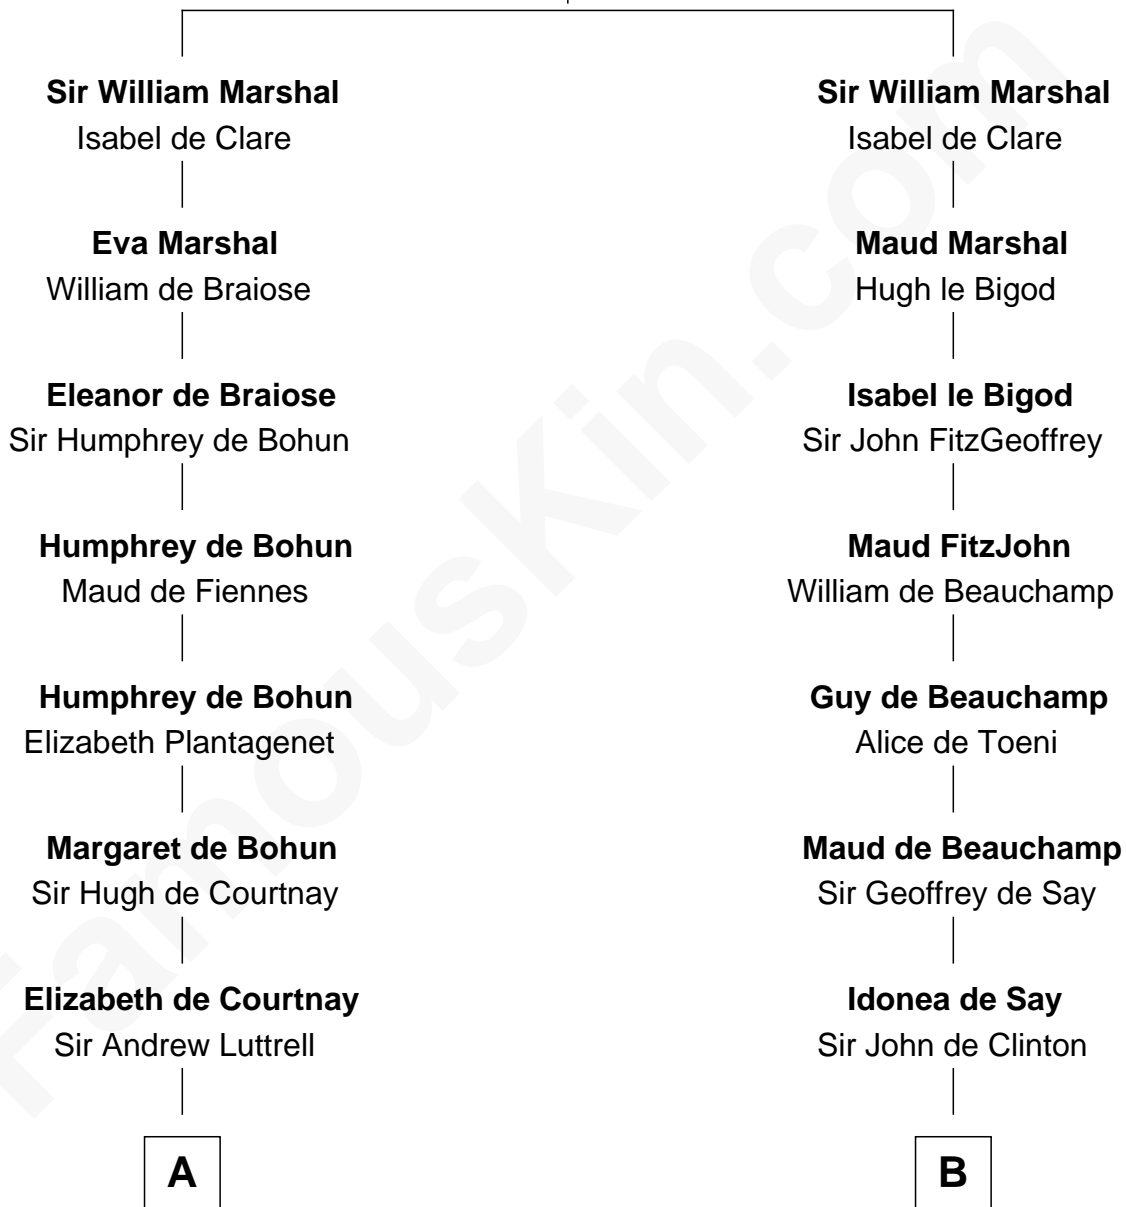 Sir William Marshal
Isabel de Clare
Eva Marshal
William de Braiose
Eleanor de Braiose
Sir Humphrey de Bohun
Humphrey de Bohun
Maud de Fiennes
Humphrey de Bohun
Elizabeth Plantagenet
Margaret de Bohun
Sir Hugh de Courtnay
Elizabeth de Courtnay
Sir Andrew Luttrell
A
Sir William Marshal
Isabel de Clare
Maud Marshal
Hugh le Bigod
Isabel le Bigod
Sir John FitzGeoffrey
Maud FitzJohn
William de Beauchamp
Guy de Beauchamp
Alice de Toeni
Maud de Beauchamp
Sir Geoffrey de Say
Idonea de Say
Sir John de Clinton
B
FamousKin.com